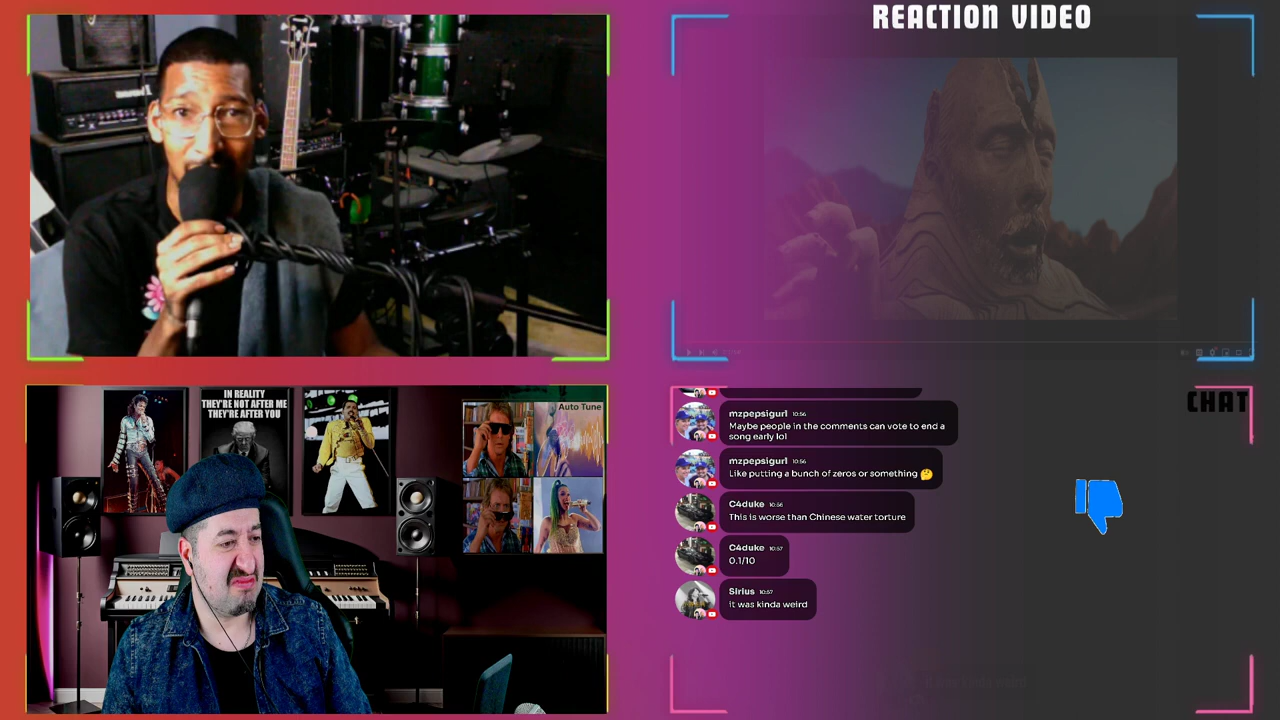 REACTION VIDEO
IN REALITY
THEY'RE NOT AFTER ME
THEY'RE AFTER YOU
Auto Tune
CHAT
mzpepsigurl 10:56
Maybe people in the comments can vote to end a
song early lol
mzpepsigurl 10:56
Like putting a bunch of zeros or something 🤔
C4duke 10:56
This is worse than Chinese water torture
C4duke 10:57
0.1/10
Sirius 10:57
it was kinda weird